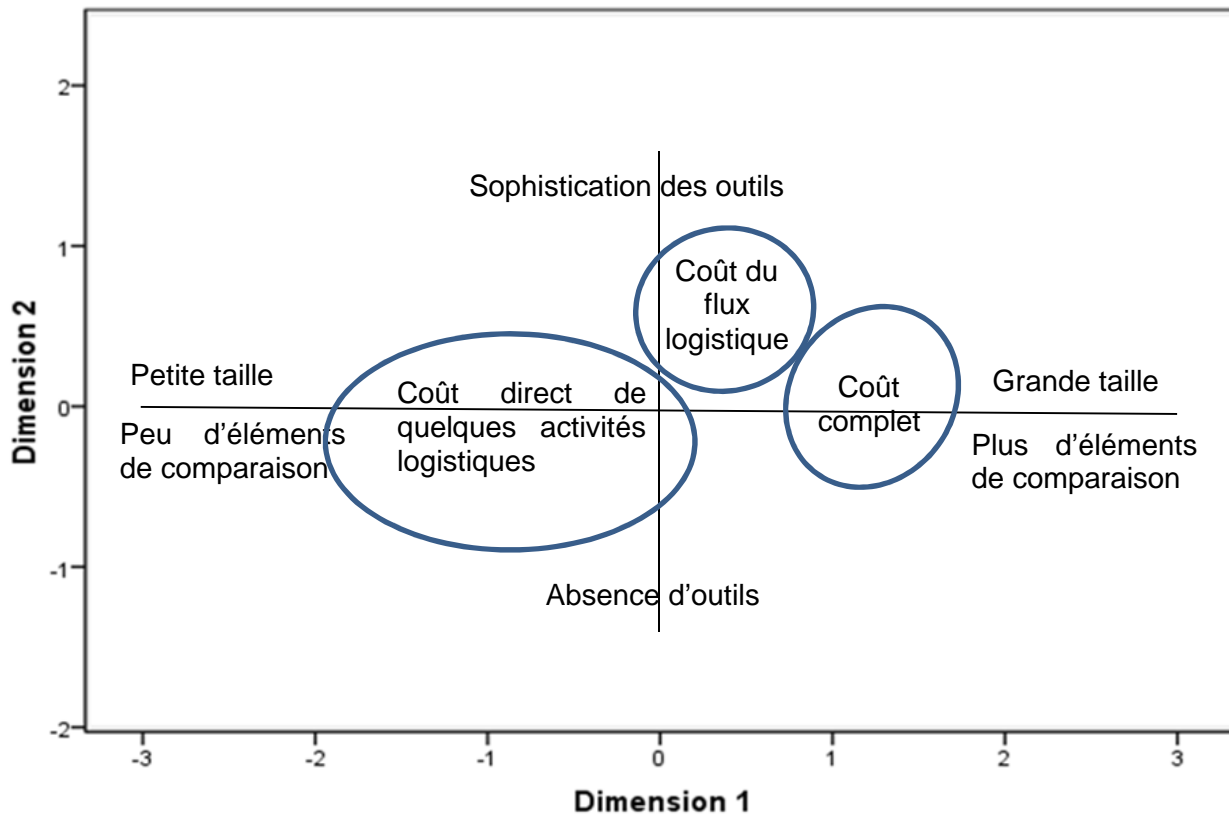 2
Sophistication des outils
1
Coût du
flux
logistique
Petite taille
Coût direct de
quelques activités
logistiques
Coût
complet
Grande taille
0
Peu d’éléments
de comparaison
Plus d’éléments
de comparaison
-1
Absence d’outils
-2
Dimension 2
-3 -2 -1 0 1 2 3
Dimension 1